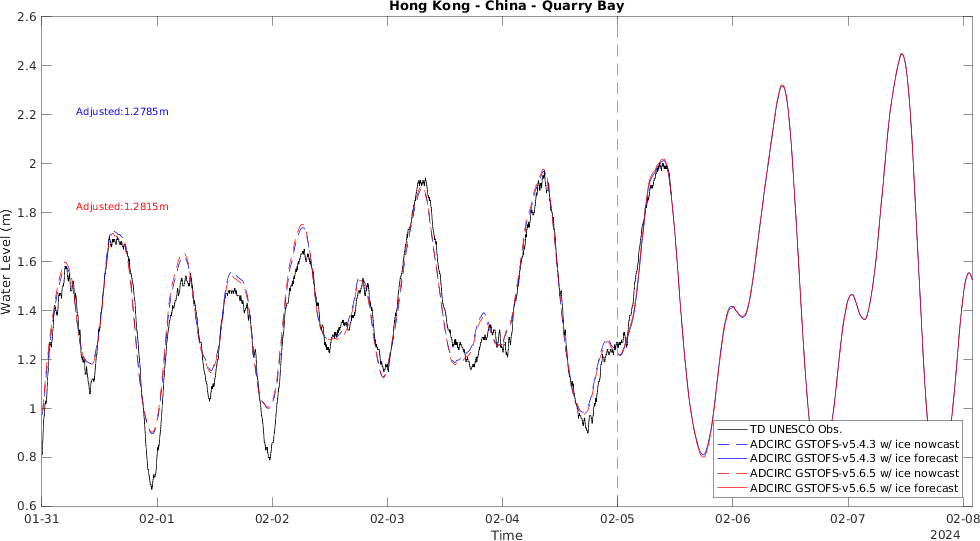 Hong Kong - China - Quarry Bay
2.6
2.4
2.2
2
1.8
1.6
1.4
1.2
1
0.8
0.6
Water Level (m)
Adjusted:1.2785m
Adjusted:1.2815m
TD UNESCO Obs.
ADCIRC GSTOFS-v5.4.3 w/ ice nowcast
ADCIRC GSTOFS-v5.4.3 w/ ice forecast
ADCIRC GSTOFS-v5.6.5 w/ ice nowcast
ADCIRC GSTOFS-v5.6.5 w/ ice forecast
01-31 02-01 02-02 02-03 02-04 02-05 02-06 02-07 02-08
Time
2024